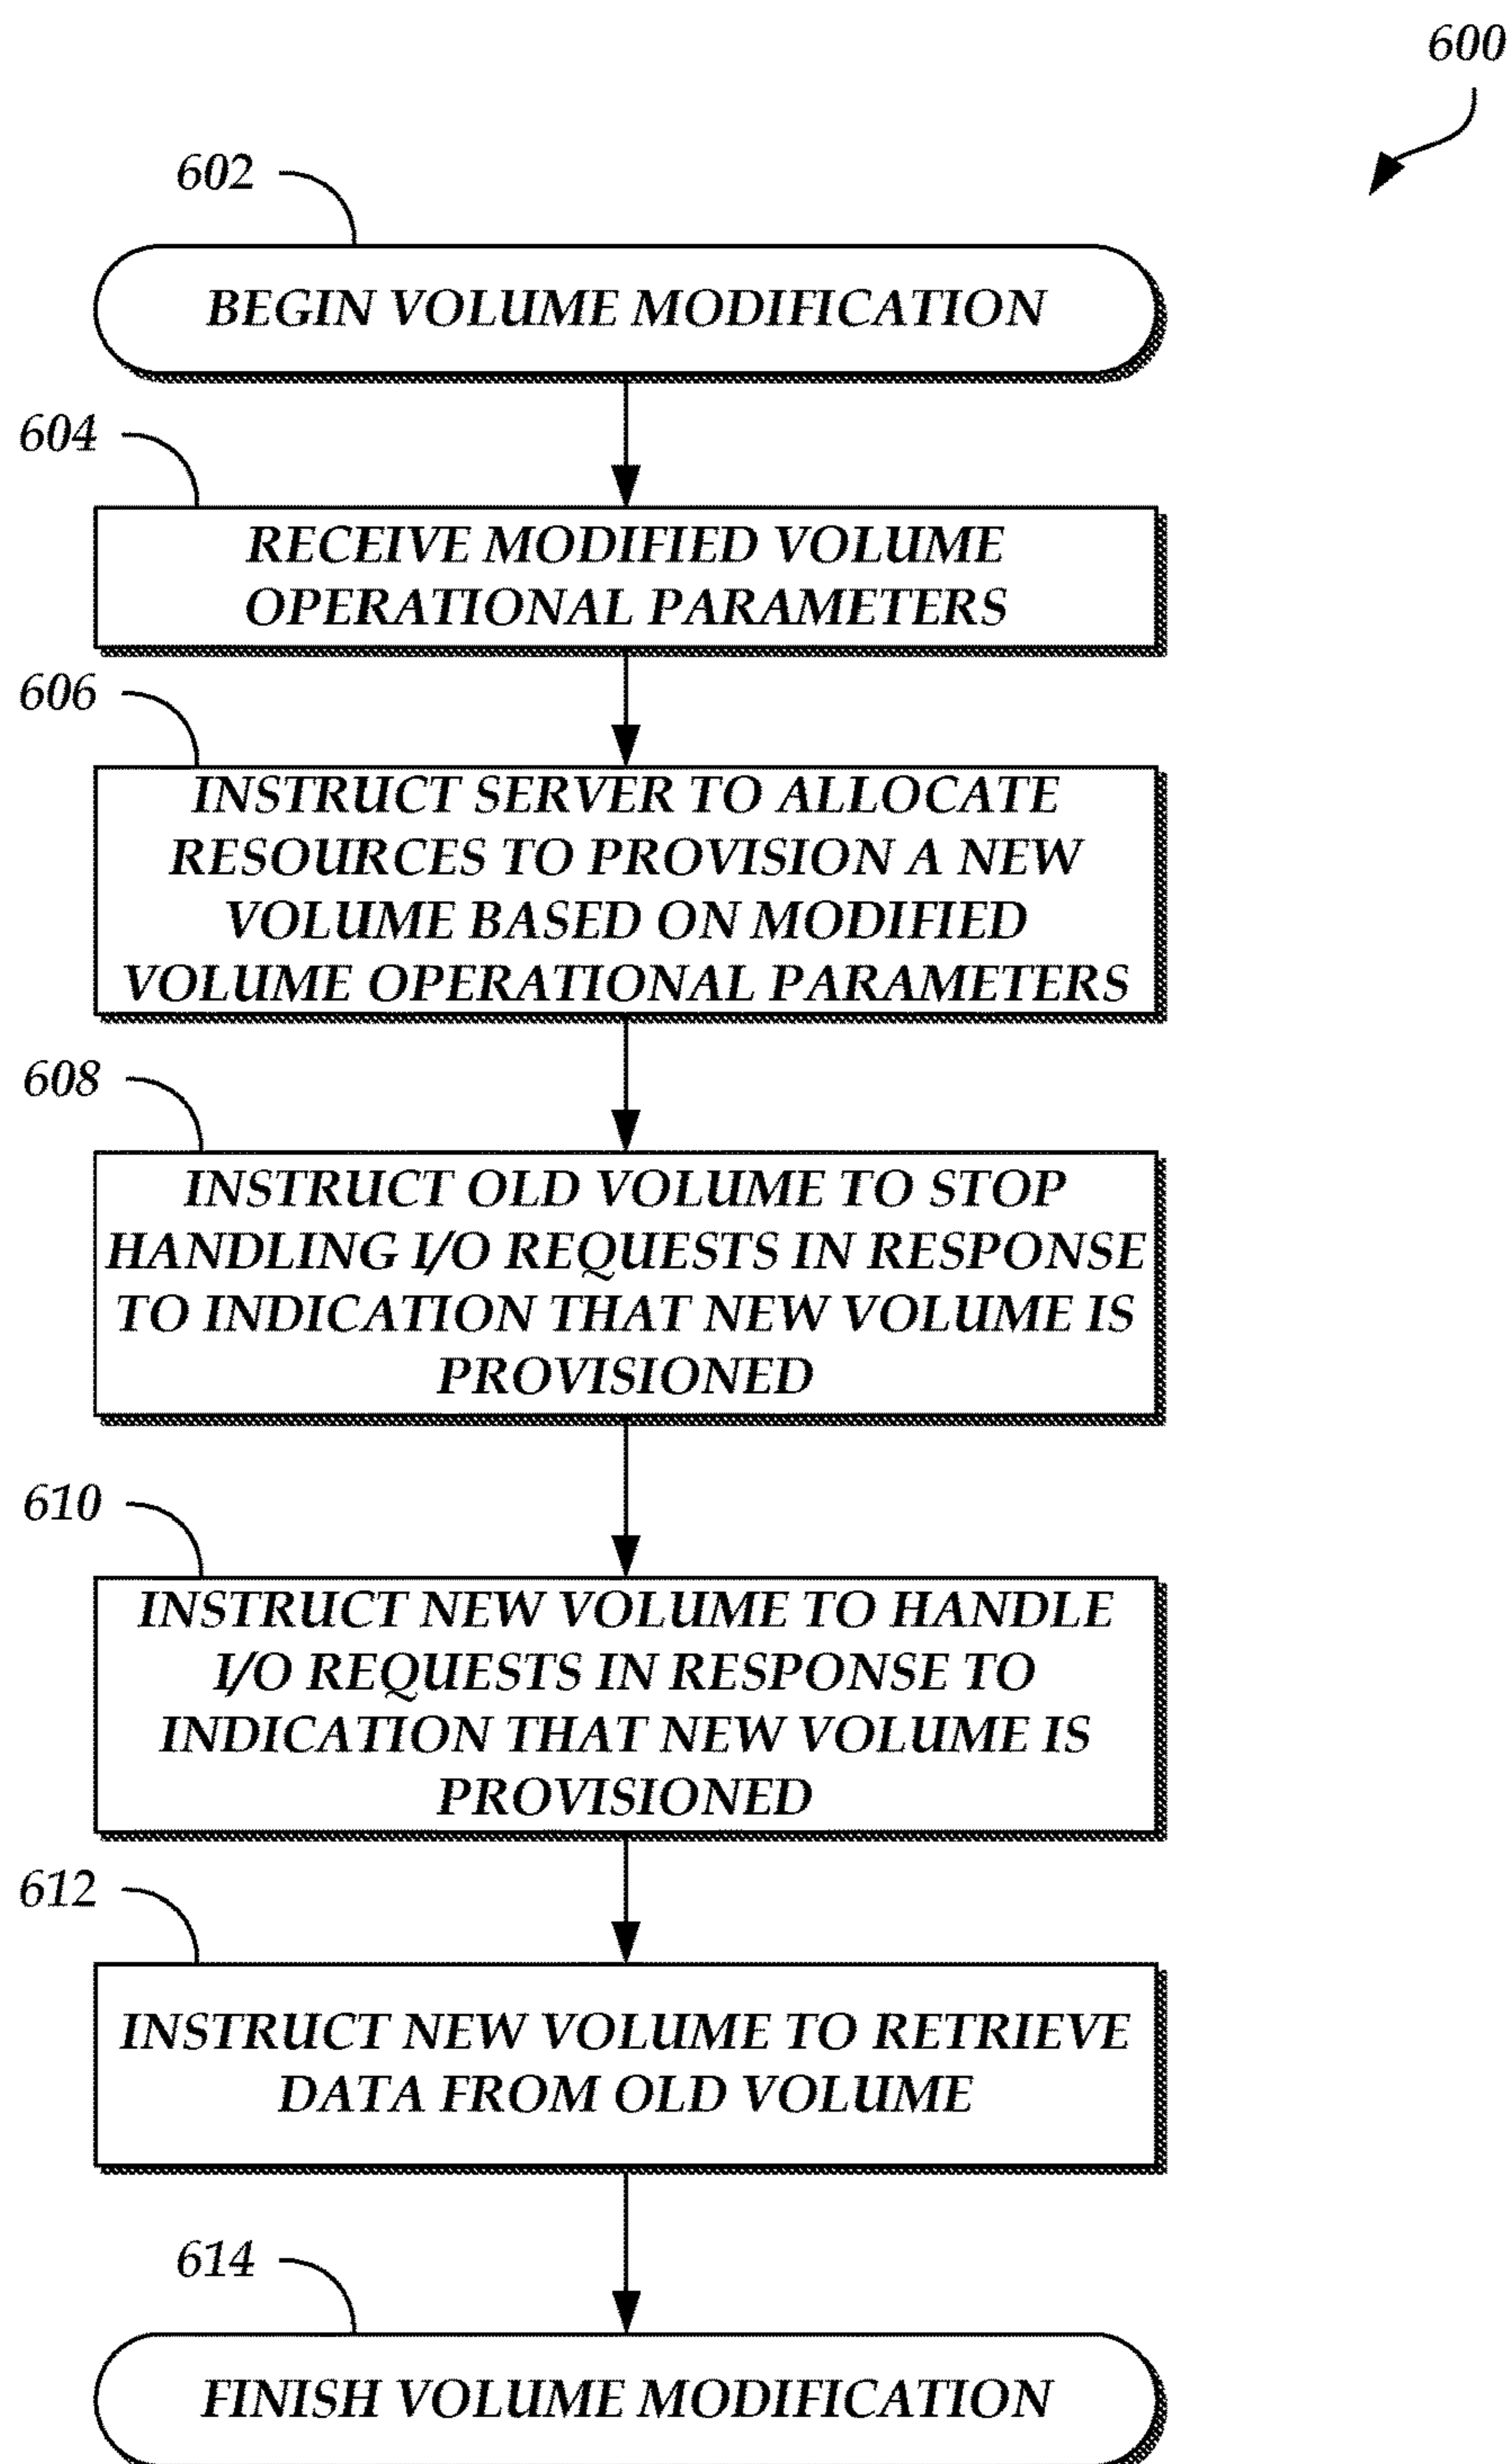 600
602
BEGIN VOLUME MODIFICATION
604
RECEIVE MODIFIED VOLUME
OPERATIONAL PARAMETERS
606
INSTRUCT SERVER TO ALLOCATE
RESOURCES TO PROVISION A NEW
VOLUME BASED ON MODIFIED
VOLUME OPERATIONAL PARAMETERS
608
INSTRUCT OLD VOLUME TO STOP
HANDLING I/O REQUESTS IN RESPONSE
TO INDICATION THAT NEW VOLUME IS
PROVISIONED
610
INSTRUCT NEW VOLUME TO HANDLE
I/O REQUESTS IN RESPONSE TO
INDICATION THAT NEW VOLUME IS
PROVISIONED
612
INSTRUCT NEW VOLUME TO RETRIEVE
DATA FROM OLD VOLUME
614
FINISH VOLUME MODIFICATION